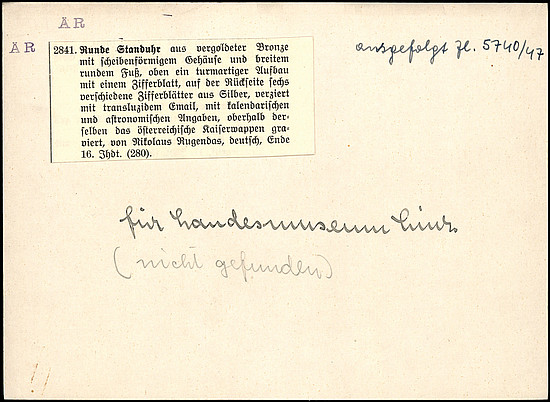 ÄR
ÄR
ausgefolgt Zl. 5740/47
2841. Runde Standuhr aus vergoldeter Bronze
mit scheibenförmigem Gehäuse und breitem
rundem Fuß, oben ein turmartiger Aufbau
mit einem Zifferblatt, auf der Rückseite sechs
verschiedene Zifferblätter aus Silber, verziert
mit transluzidem Email, mit kalendarischen
und astronomischen Angaben, oberhalb der-
selben das österreichische Kaiserwappen gra-
viert, von Nikolaus Rugendas, deutsch, Ende
16. Jhdt. (280).
für Landesmuseum Linz
(nicht gefunden)